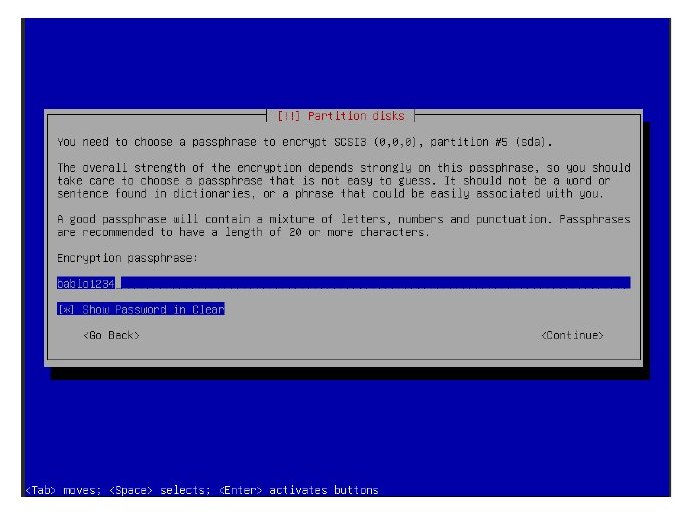 [!!] Partition disks
You need to choose a passphrase to encrypt SCSI3 (0,0,0), partition #5 (sda).
The overall strength of the encryption depends strongly on this passphrase, so you should
take care to choose a passphrase that is not easy to guess. It should not be a word or
sentence found in dictionaries, or a phrase that could be easily associated with you.
A good passphrase will contain a mixture of letters, numbers and punctuation. Passphrases
are recommended to have a length of 20 or more characters.
Encryption passphrase:
bablo1234
[*] Show Password in Clear
<Go Back> <Continue>
<Tab> moves; <Space> selects; <Enter> activates buttons